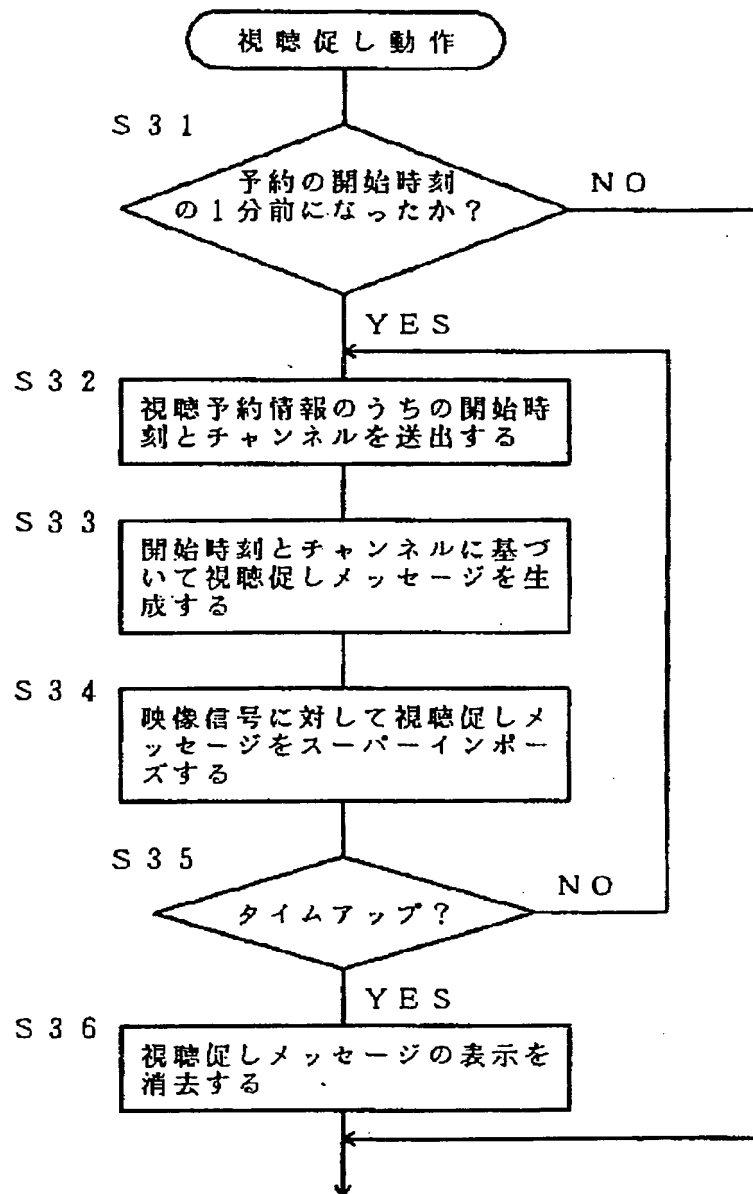 視聴促し動作
S31
予約の開始時刻
の1分前になったか?
NO
YES
S32
視聴予約情報のうちの開始時
刻とチャンネルを送出する
S33
開始時刻とチャンネルに基づ
いて視聴促しメッセージを生
成する
S34
映像信号に対して視聴促しメ
ッセージをスーパーインポー
ズする
S35
タイムアップ?
NO
YES
S36
視聴促しメッセージの表示を
消去する